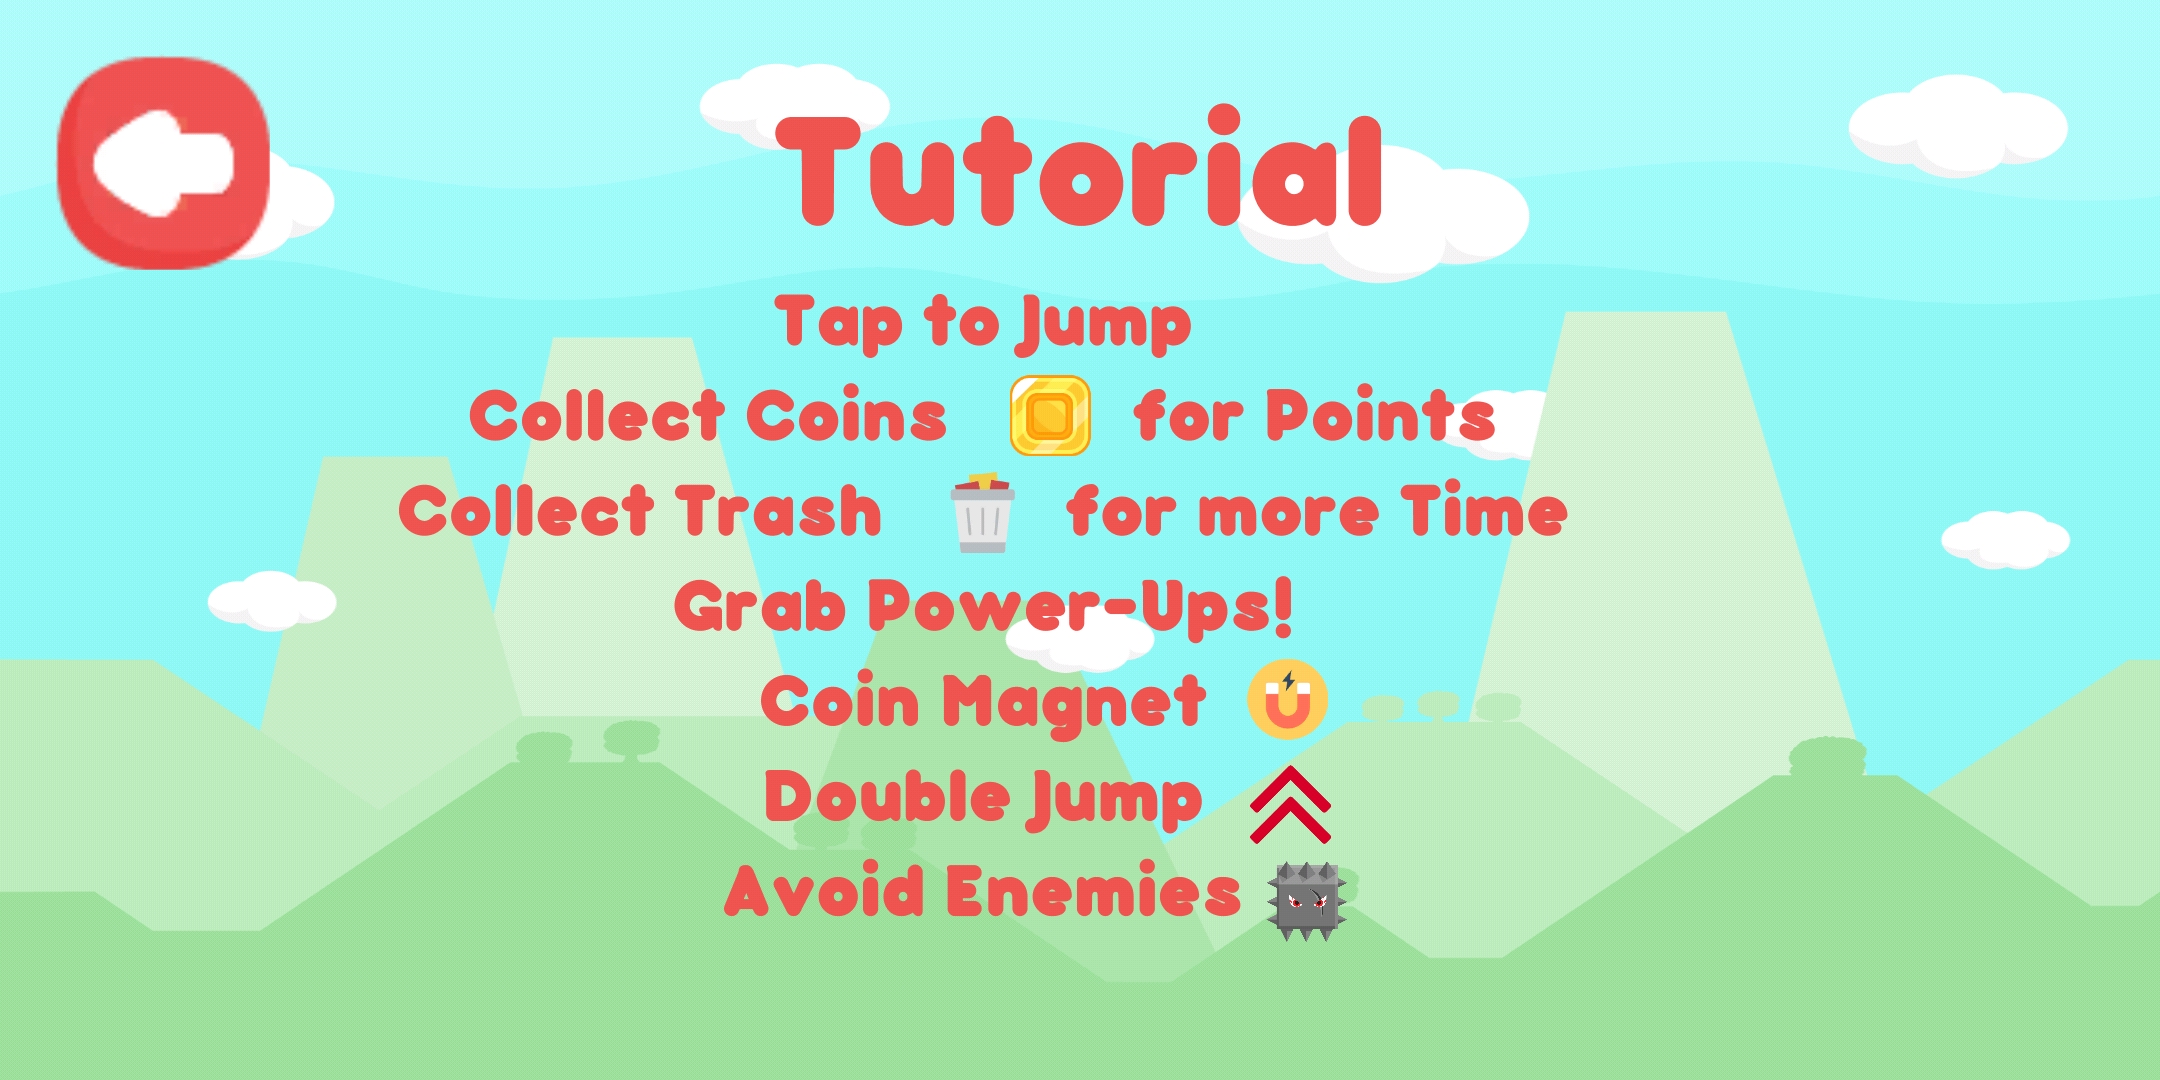 Tutorial
Tap to Jump
Collect Coins for Points
Collect Trash for more Time
Grab Power-Ups!
Coin Magnet
Double Jump
Avoid Enemies